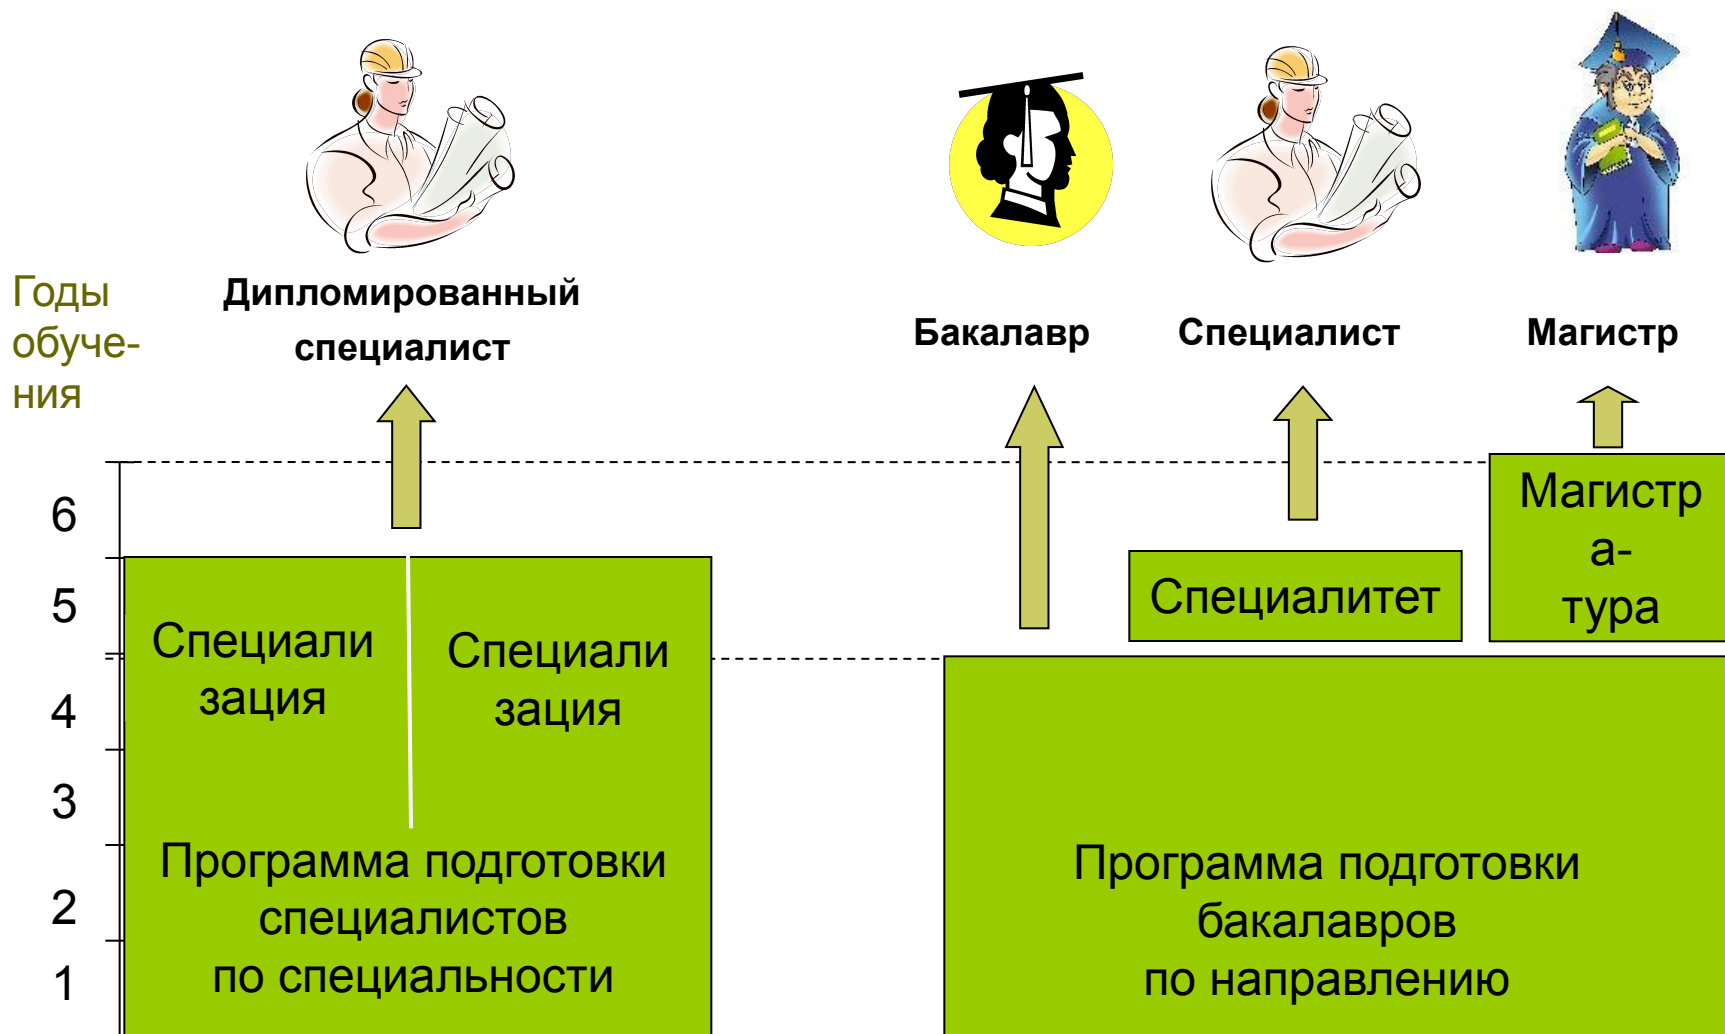 Годы
обуче-
ния
Дипломированный
специалист
Бакалавр
Специалист
Магистр
6
5
4
3
2
1
Специали
зация
Специали
зация
Программа подготовки
специалистов
по специальности
Специалитет
Магистр
а-
тура
Программа подготовки
бакалавров
по направлению